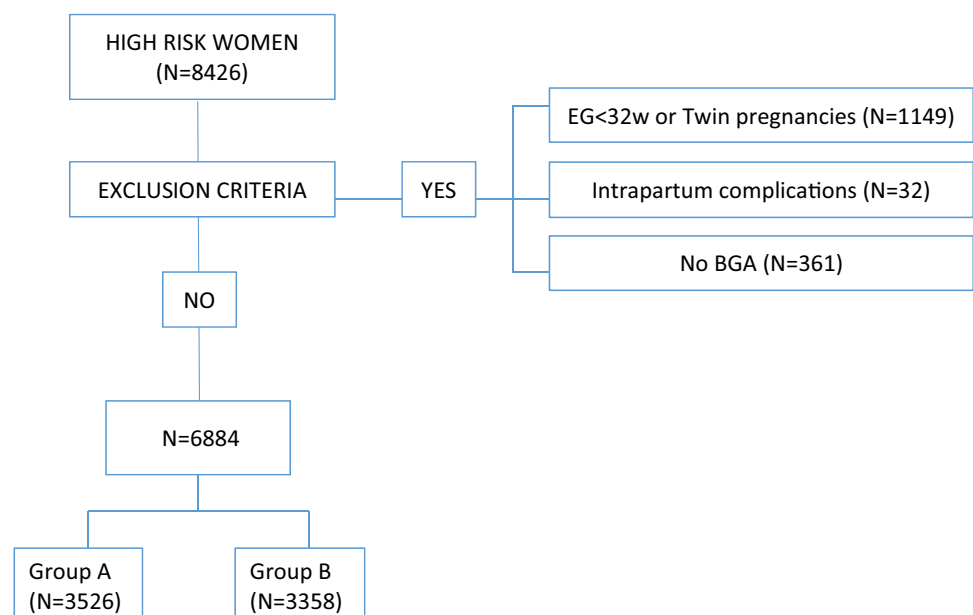 HIGH RISK WOMEN
(N=8426)
EG<32w or Twin pregnancies (N=1149)
EXCLUSION CRITERIA
YES
Intrapartum complications (N=32)
No BGA (N=361)
NO
N=6884
Group A
(N=3526)
Group B
(N=3358)